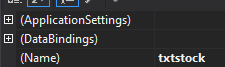 (ApplicationSettings)
(DataBindings)
(Name) txtstock